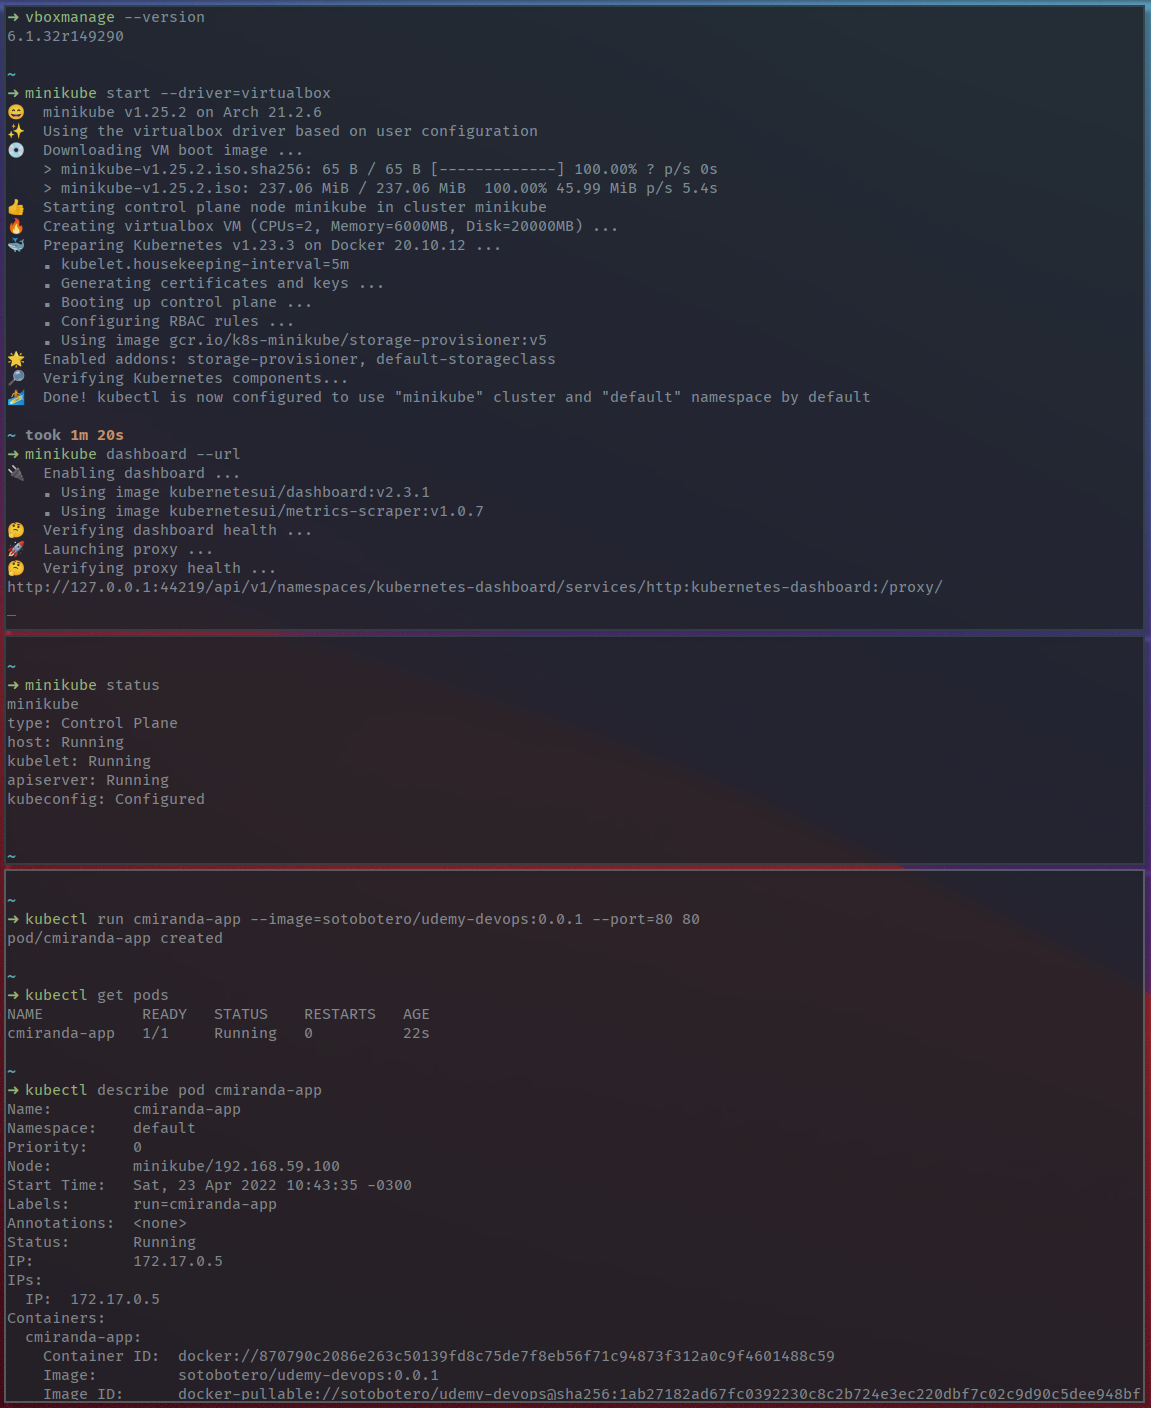 ➜ vboxmanage --version
6.1.32r149290
~
➜ minikube start --driver=virtualbox
😄  minikube v1.25.2 on Arch 21.2.6
✨  Using the virtualbox driver based on user configuration
💿  Downloading VM boot image ...
    > minikube-v1.25.2.iso.sha256: 65 B / 65 B [-------------] 100.00% ? p/s 0s
    > minikube-v1.25.2.iso: 237.06 MiB / 237.06 MiB  100.00% 45.99 MiB p/s 5.4s
👍  Starting control plane node minikube in cluster minikube
🔥  Creating virtualbox VM (CPUs=2, Memory=6000MB, Disk=20000MB) ...
🐳  Preparing Kubernetes v1.23.3 on Docker 20.10.12 ...
    ▪ kubelet.housekeeping-interval=5m
    ▪ Generating certificates and keys ...
    ▪ Booting up control plane ...
    ▪ Configuring RBAC rules ...
    ▪ Using image gcr.io/k8s-minikube/storage-provisioner:v5
🌟  Enabled addons: storage-provisioner, default-storageclass
🔎  Verifying Kubernetes components...
🏄  Done! kubectl is now configured to use "minikube" cluster and "default" namespace by default
~ took 1m 20s
➜ minikube dashboard --url
🔌  Enabling dashboard ...
    ▪ Using image kubernetesui/dashboard:v2.3.1
    ▪ Using image kubernetesui/metrics-scraper:v1.0.7
🤔  Verifying dashboard health ...
🚀  Launching proxy ...
🤔  Verifying proxy health ...
http://127.0.0.1:44219/api/v1/namespaces/kubernetes-dashboard/services/http:kubernetes-dashboard:/proxy/
_
~
➜ minikube status
minikube
type: Control Plane
host: Running
kubelet: Running
apiserver: Running
kubeconfig: Configured
~
~
➜ kubectl run cmiranda-app --image=sotobotero/udemy-devops:0.0.1 --port=80 80
pod/cmiranda-app created
~
➜ kubectl get pods
NAME           READY   STATUS    RESTARTS   AGE
cmiranda-app   1/1     Running   0          22s
~
➜ kubectl describe pod cmiranda-app
Name:         cmiranda-app
Namespace:    default
Priority:     0
Node:         minikube/192.168.59.100
Start Time:   Sat, 23 Apr 2022 10:43:35 -0300
Labels:       run=cmiranda-app
Annotations:  <none>
Status:       Running
IP:           172.17.0.5
IPs:
  IP:  172.17.0.5
Containers:
  cmiranda-app:
    Container ID:  docker://870790c2086e263c50139fd8c75de7f8eb56f71c94873f312a0c9f4601488c59
    Image:         sotobotero/udemy-devops:0.0.1
    Image ID:      docker-pullable://sotobotero/udemy-devops@sha256:1ab27182ad67fc0392230c8c2b724e3ec220dbf7c02c9d90c5dee948bf